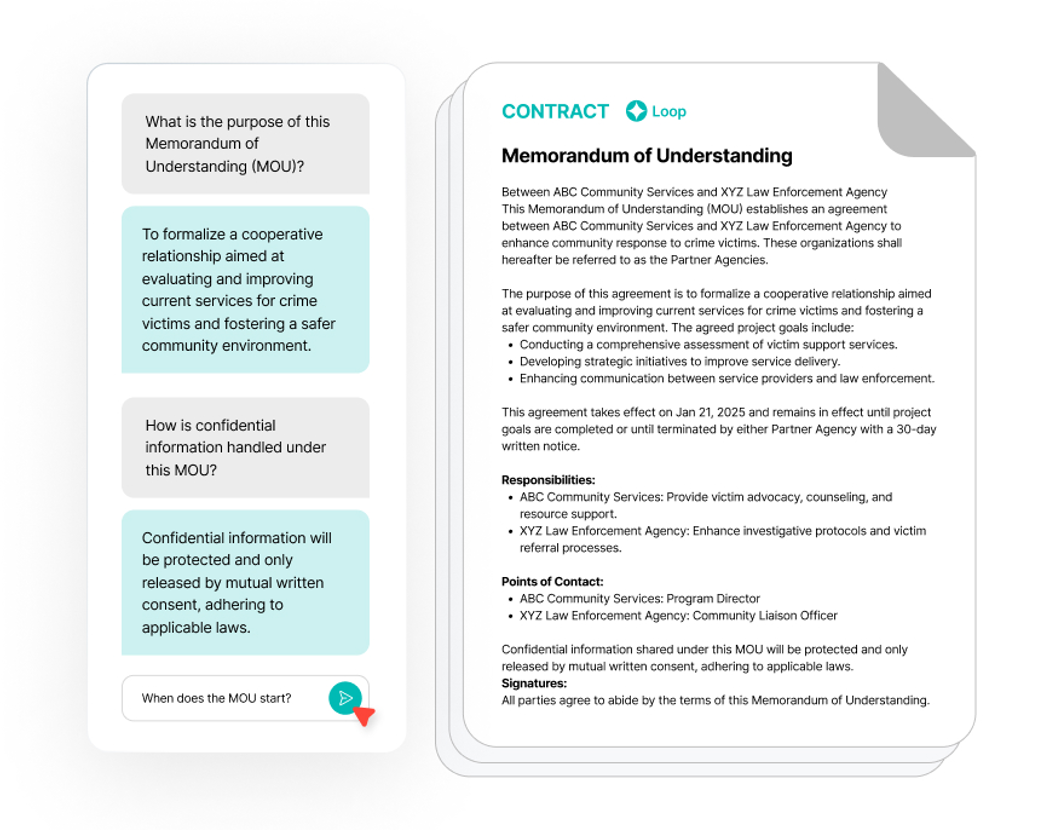 What is the purpose of this
Memorandum of
Understanding (MOU)?
To formalize a cooperative
relationship aimed at
evaluating and improving
current services for crime
victims and fostering a safer
community environment.
How is confidential
information handled under
this MOU?
Confidential information will
be protected and only
released by mutual written
consent, adhering to
applicable laws.
When does the MOU start?
CONTRACT Loop
Memorandum of Understanding
Between ABC Community Services and XYZ Law Enforcement Agency
This Memorandum of Understanding (MOU) establishes an agreement
between ABC Community Services and XYZ Law Enforcement Agency to
enhance community response to crime victims. These organizations shall
hereafter be referred to as the Partner Agencies.
The purpose of this agreement is to formalize a cooperative relationship aimed
at evaluating and improving current services for crime victims and fostering a
safer community environment. The agreed project goals include:
• Conducting a comprehensive assessment of victim support services.
• Developing strategic initiatives to improve service delivery.
• Enhancing communication between service providers and law enforcement.
This agreement takes effect on Jan 21, 2025 and remains in effect until project
goals are completed or until terminated by either Partner Agency with a 30-day
written notice.
Responsibilities:
• ABC Community Services: Provide victim advocacy, counseling, and
resource support.
• XYZ Law Enforcement Agency: Enhance investigative protocols and victim
referral processes.
Points of Contact:
• ABC Community Services: Program Director
• XYZ Law Enforcement Agency: Community Liaison Officer
Confidential information shared under this MOU will be protected and only
released by mutual written consent, adhering to applicable laws.
Signatures:
All parties agree to abide by the terms of this Memorandum of Understanding.